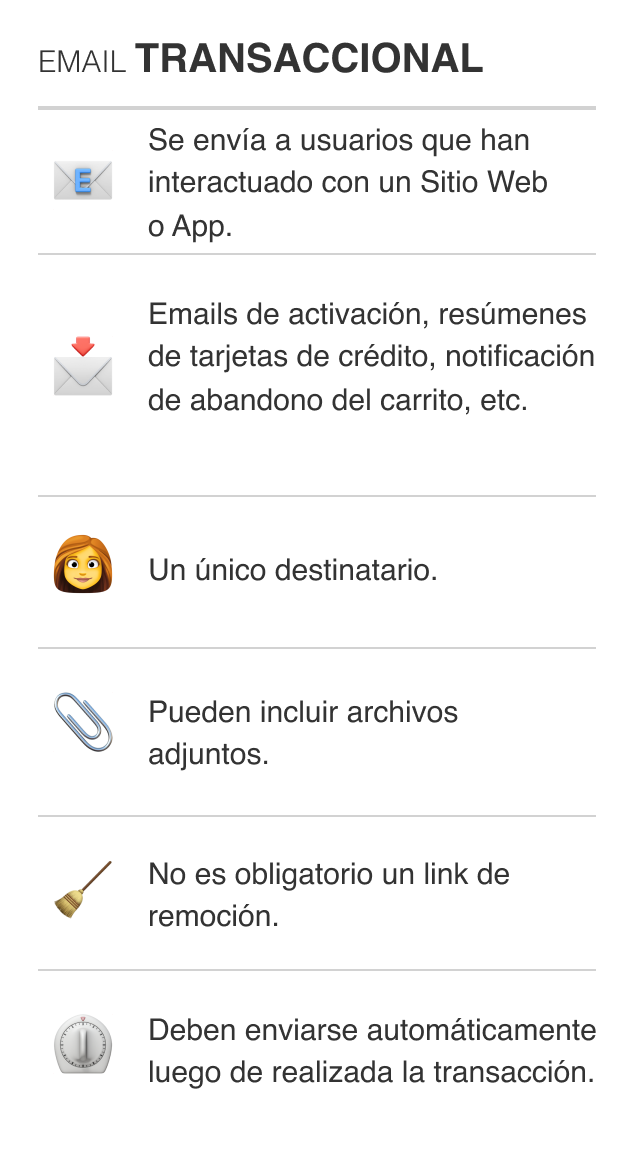 EMAIL TRANSACCIONAL
Se envía a usuarios que han
interactuado con un Sitio Web
o App.
Emails de activación, resúmenes
de tarjetas de crédito, notificación
de abandono del carrito, etc.
Un único destinatario.
Pueden incluir archivos
adjuntos.
No es obligatorio un link de
remoción.
Deben enviarse automáticamente
luego de realizada la transacción.